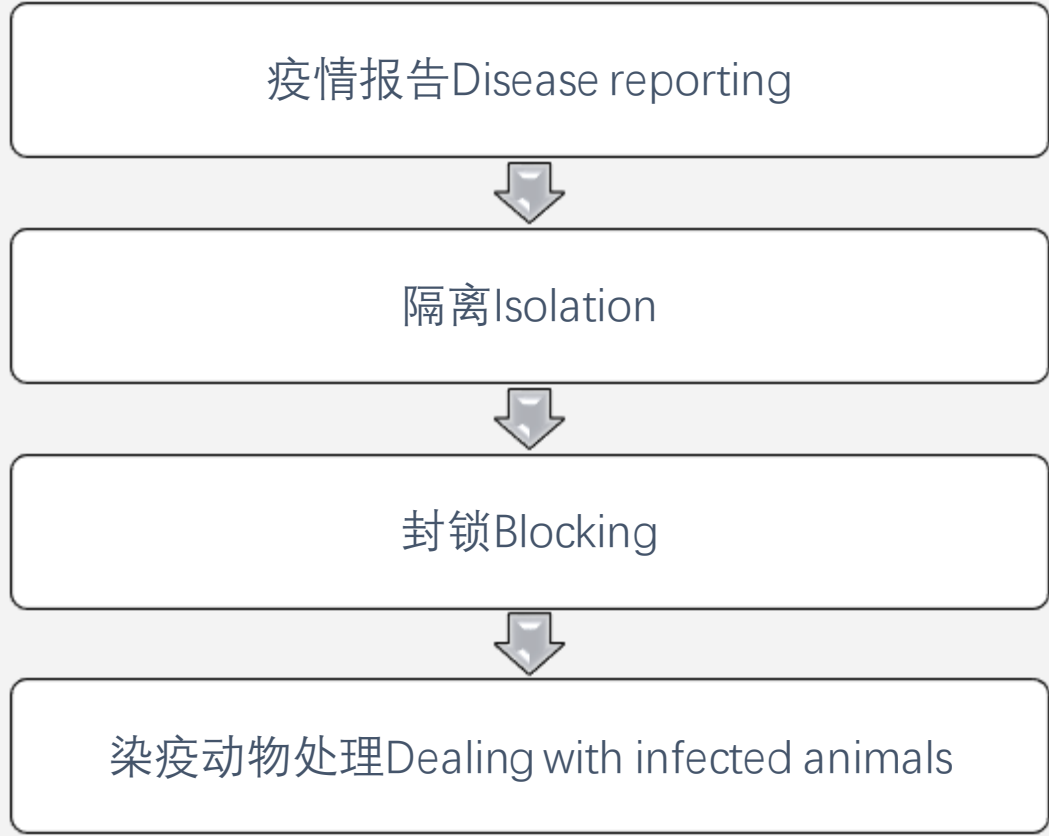 疫情报告Disease reporting
隔离Isolation
封锁Blocking
染疫动物处理Dealing with infected animals